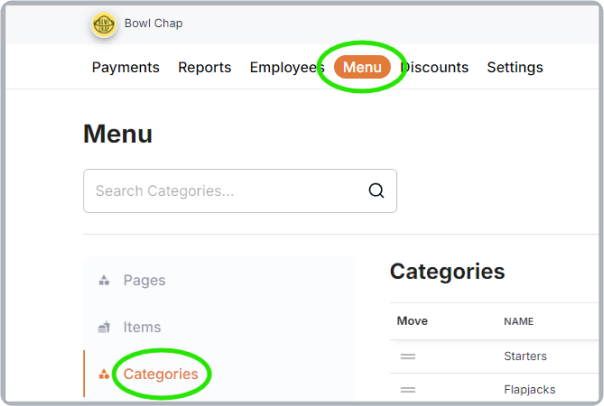 Bowl Chap
Payments Reports Employees Menu Discounts Settings
Menu
Search Categories...
Pages
Items
Categories
Categories
Move NAME
Starters
Flapjacks